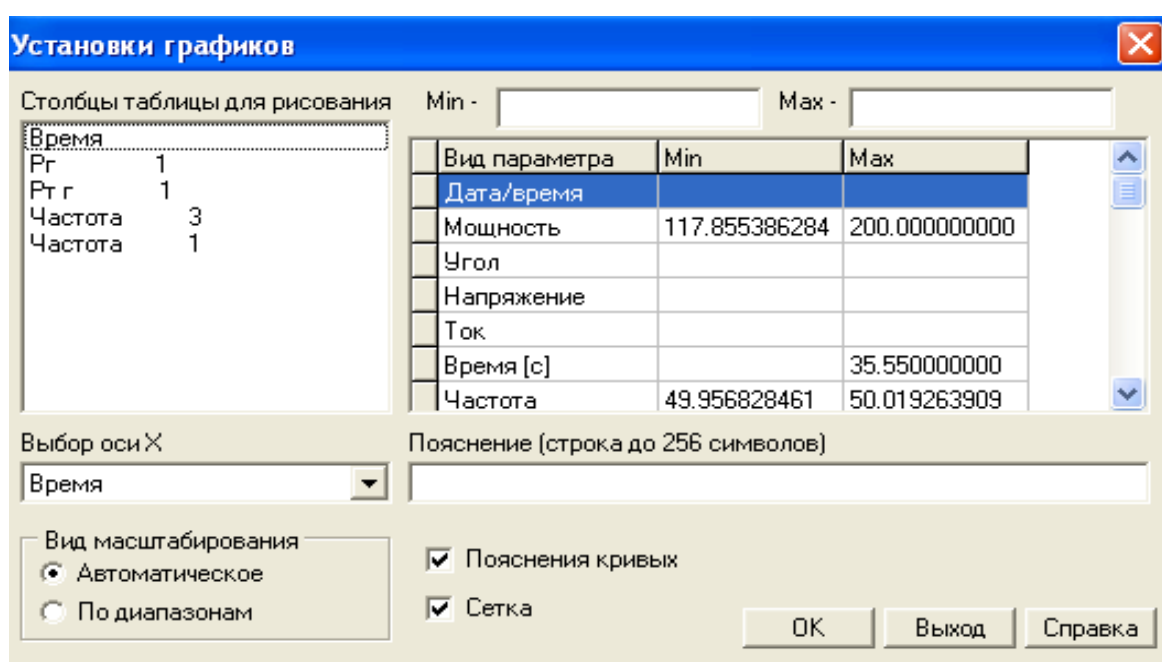 Установки графиков
Столбцы таблицы для рисования
Min -
Max -
Время
Рг 1
Рт г 1
Частота 3
Частота 1
Вид параметра Min Max
Дата/время
Мощность 117.855386284 200.000000000
Угол
Напряжение
Ток
Время [с] 35.550000000
Частота 49.956828461 50.019263909
Выбор оси X
Время
Пояснение (строка до 256 символов)
Вид масштабирования
Автоматическое
По диапазонам
Пояснения кривых
Сетка
OK Выход Справка